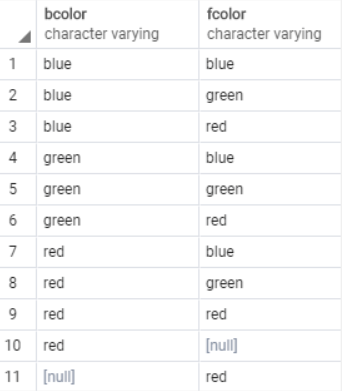 bcolor fcolor
character varying character varying
1 blue blue
2 blue green
3 blue red
4 green blue
5 green green
6 green red
7 red blue
8 red green
9 red red
10 red [null]
11 [null] red